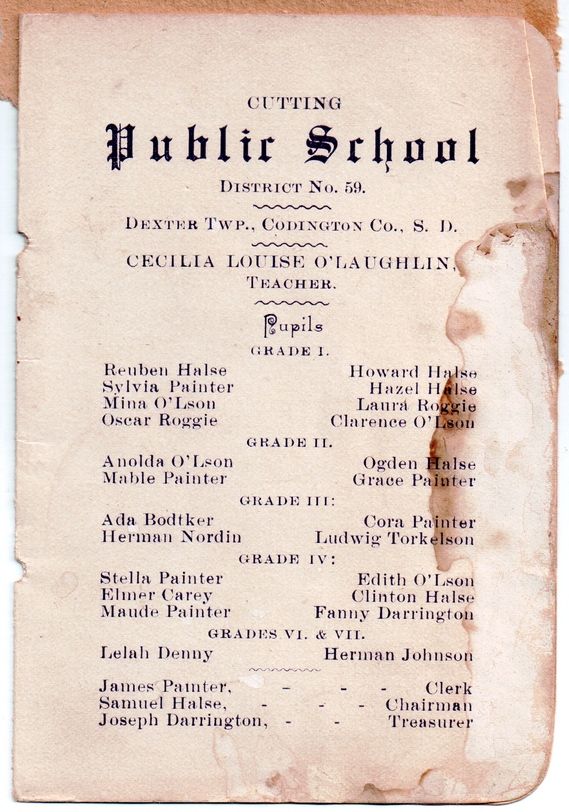 CUTTING
Public School
DISTRICT NO. 59.
DEXTER TWP., CODINGTON CO., S. D.
CECILIA LOUISE O'LAUGHLIN,
TEACHER.
Pupils
GRADE I.
Reuben Halse Howard Halse
Sylvia Painter Hazel Halse
Mina O'Lson Laura Roggie
Oscar Roggie Clarence O'Lson
GRADE II.
Anolda O'Lson Ogden Halse
Mable Painter Grace Painter
GRADE III:
Ada Bodtker Cora Painter
Herman Nordin Ludwig Torkelson
GRADE IV:
Stella Painter Edith O'Lson
Elmer Carey Clinton Halse
Maude Painter Fanny Darrington
GRADES VI. & VII.
Lelah Denny Herman Johnson
James Painter, - - - Clerk
Samuel Halse, - - - Chairman
Joseph Darrington, - - Treasurer